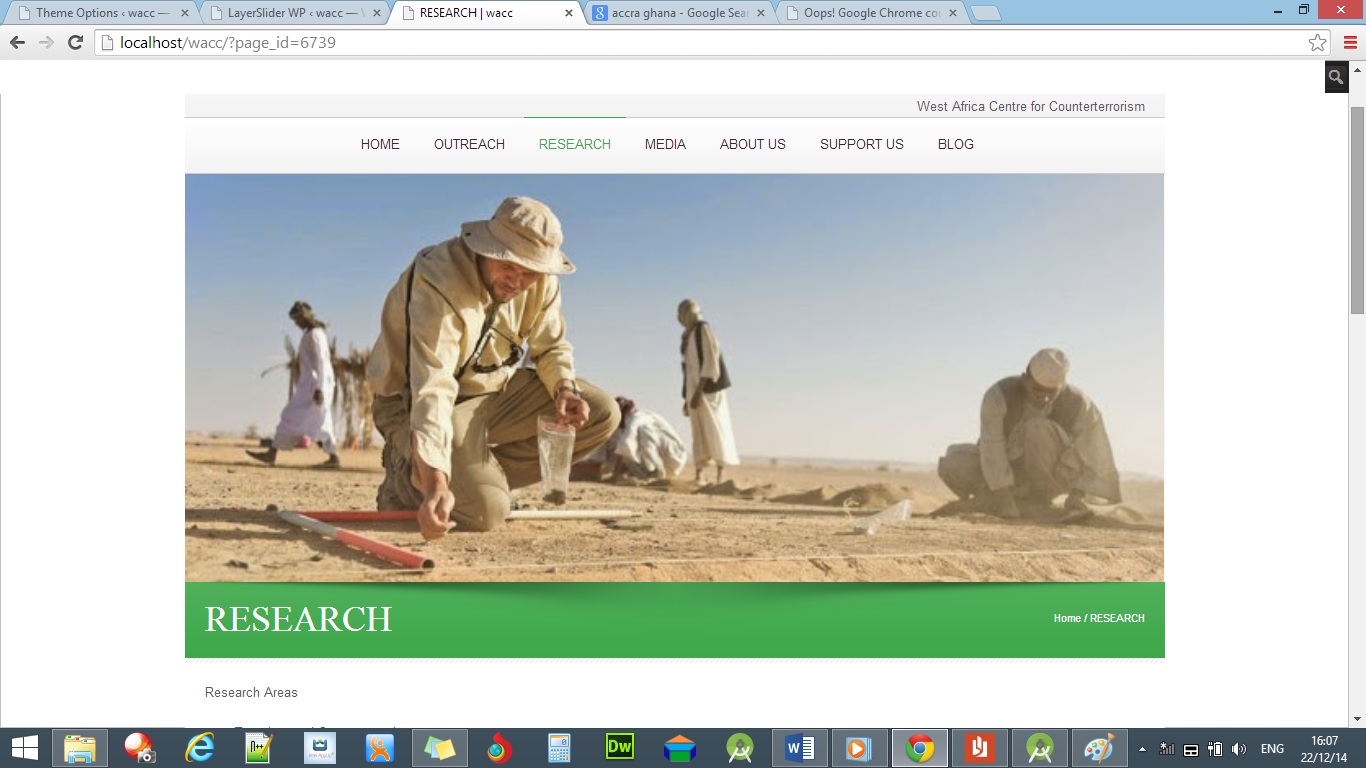 Theme Options ‹ wacc —
LayerSlider WP ‹ wacc —
RESEARCH | wacc
accra ghana - Google Sea
Oops! Google Chrome co
localhost/wacc/?page_id=6739
West Africa Centre for Counterterrorism
HOME OUTREACH RESEARCH MEDIA ABOUT US SUPPORT US BLOG
RESEARCH
Home / RESEARCH
Research Areas
Dw
ENG
16:07
22/12/14